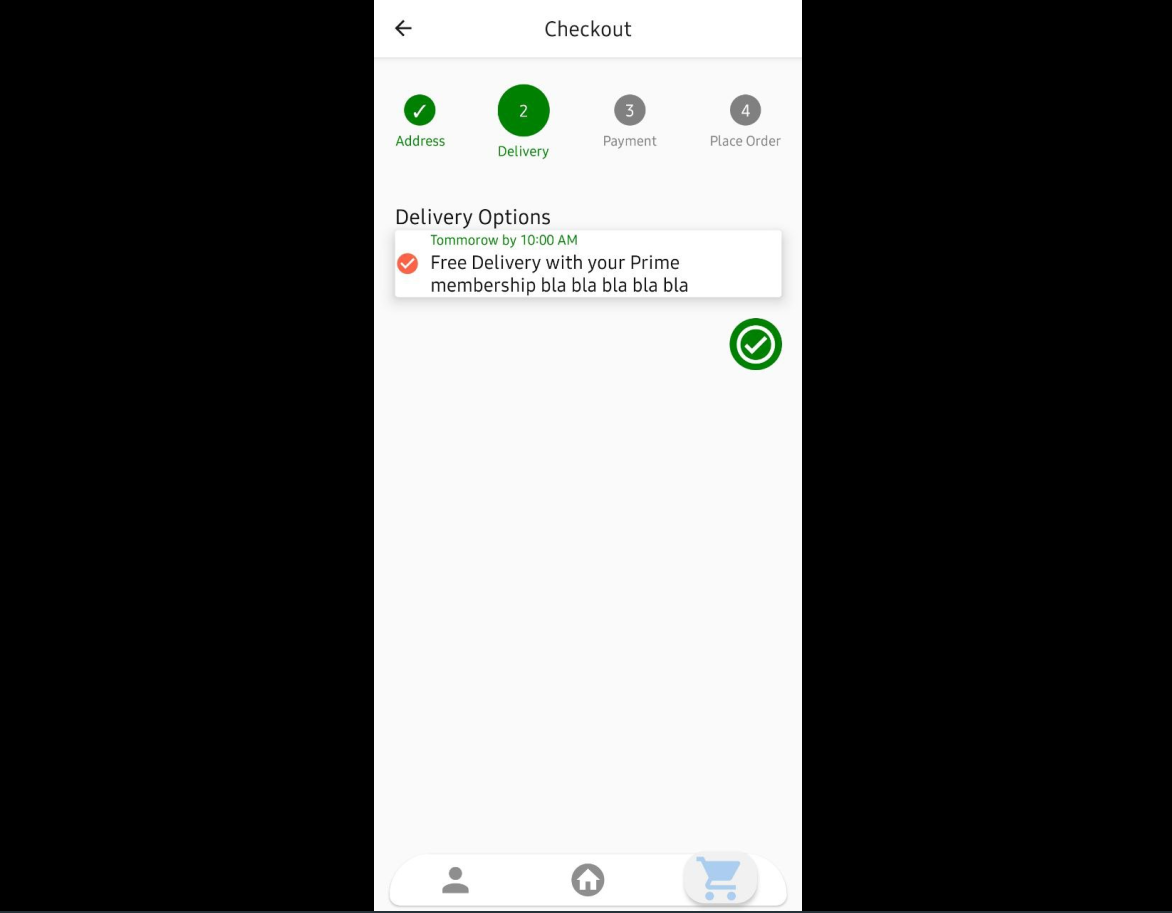 Checkout
2
3
4
Address
Delivery
Payment
Place Order
Delivery Options
Tommorow by 10:00 AM
Free Delivery with your Prime
membership bla bla bla bla bla